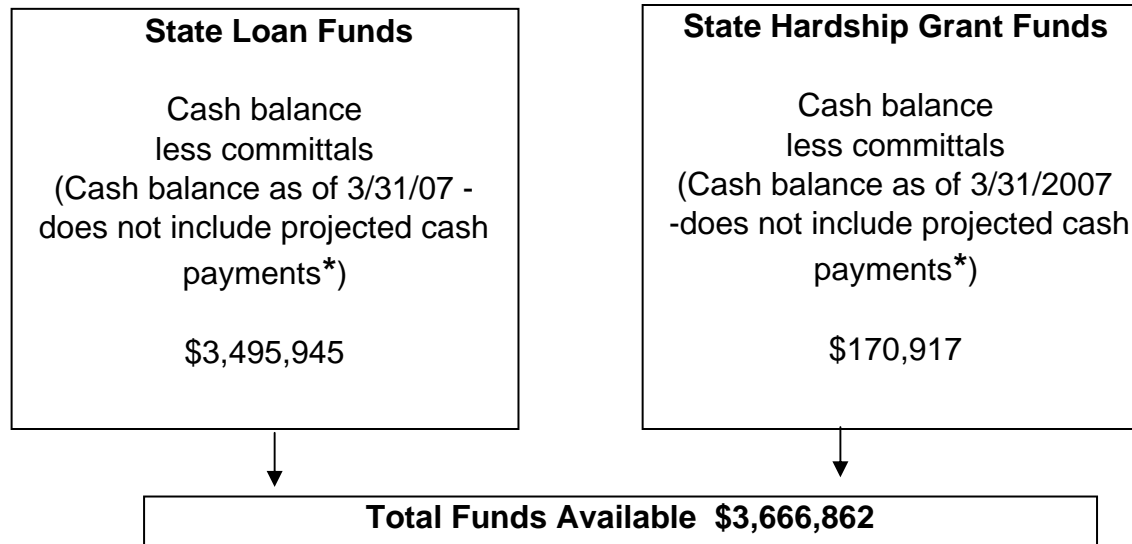 State Loan Funds
Cash balance
less committals
(Cash balance as of 3/31/07 -
does not include projected cash
payments*)
$3,495,945
State Hardship Grant Funds
Cash balance
less committals
(Cash balance as of 3/31/2007
-does not include projected cash
payments*)
$170,917
Total Funds Available $3,666,862